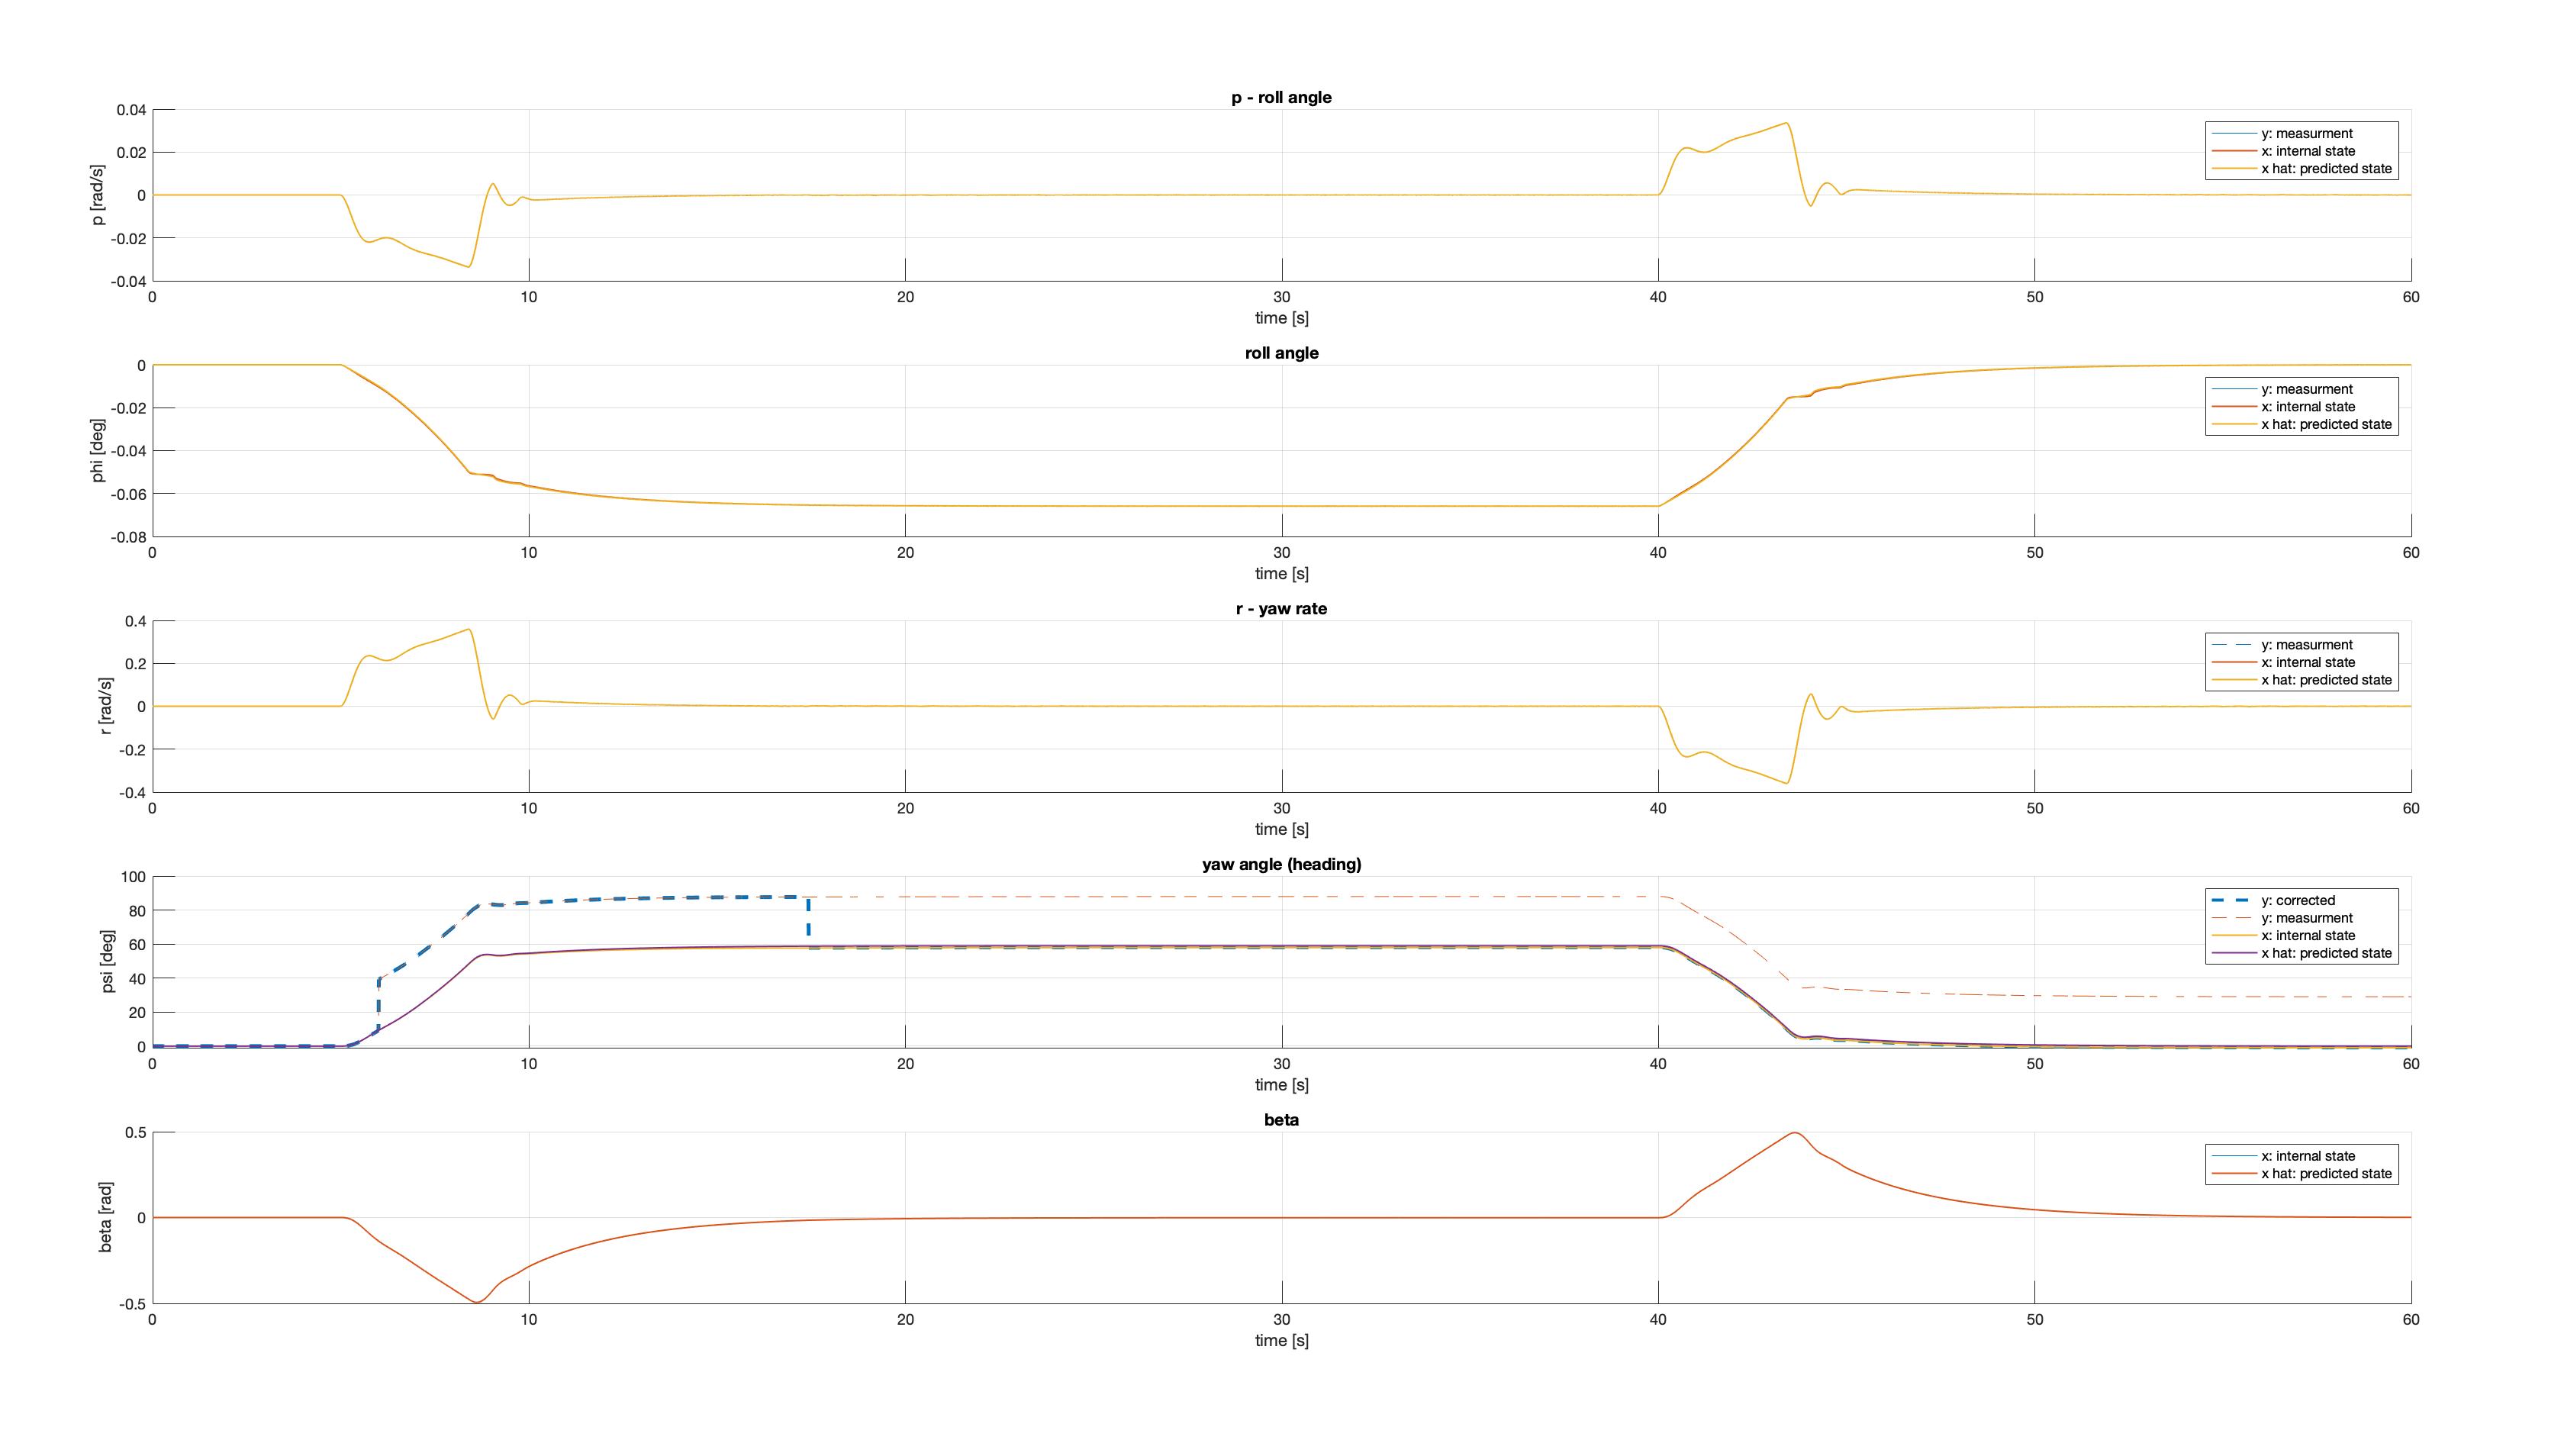 p - roll angle
0.04
0.02
0
-0.02
-0.04
p [rad/s]
y: measurment
x: internal state
x hat: predicted state
0 10 20 30 40 50 60
time [s]
roll angle
0
-0.02
-0.04
-0.06
-0.08
phi [deg]
y: measurment
x: internal state
x hat: predicted state
0 10 20 30 40 50 60
time [s]
r - yaw rate
0.4
0.2
0
-0.2
-0.4
r [rad/s]
y: measurment
x: internal state
x hat: predicted state
0 10 20 30 40 50 60
time [s]
yaw angle (heading)
100
80
60
40
20
0
psi [deg]
y: corrected
y: measurment
x: internal state
x hat: predicted state
0 10 20 30 40 50 60
time [s]
beta
0.5
0
-0.5
beta [rad]
x: internal state
x hat: predicted state
0 10 20 30 40 50 60
time [s]